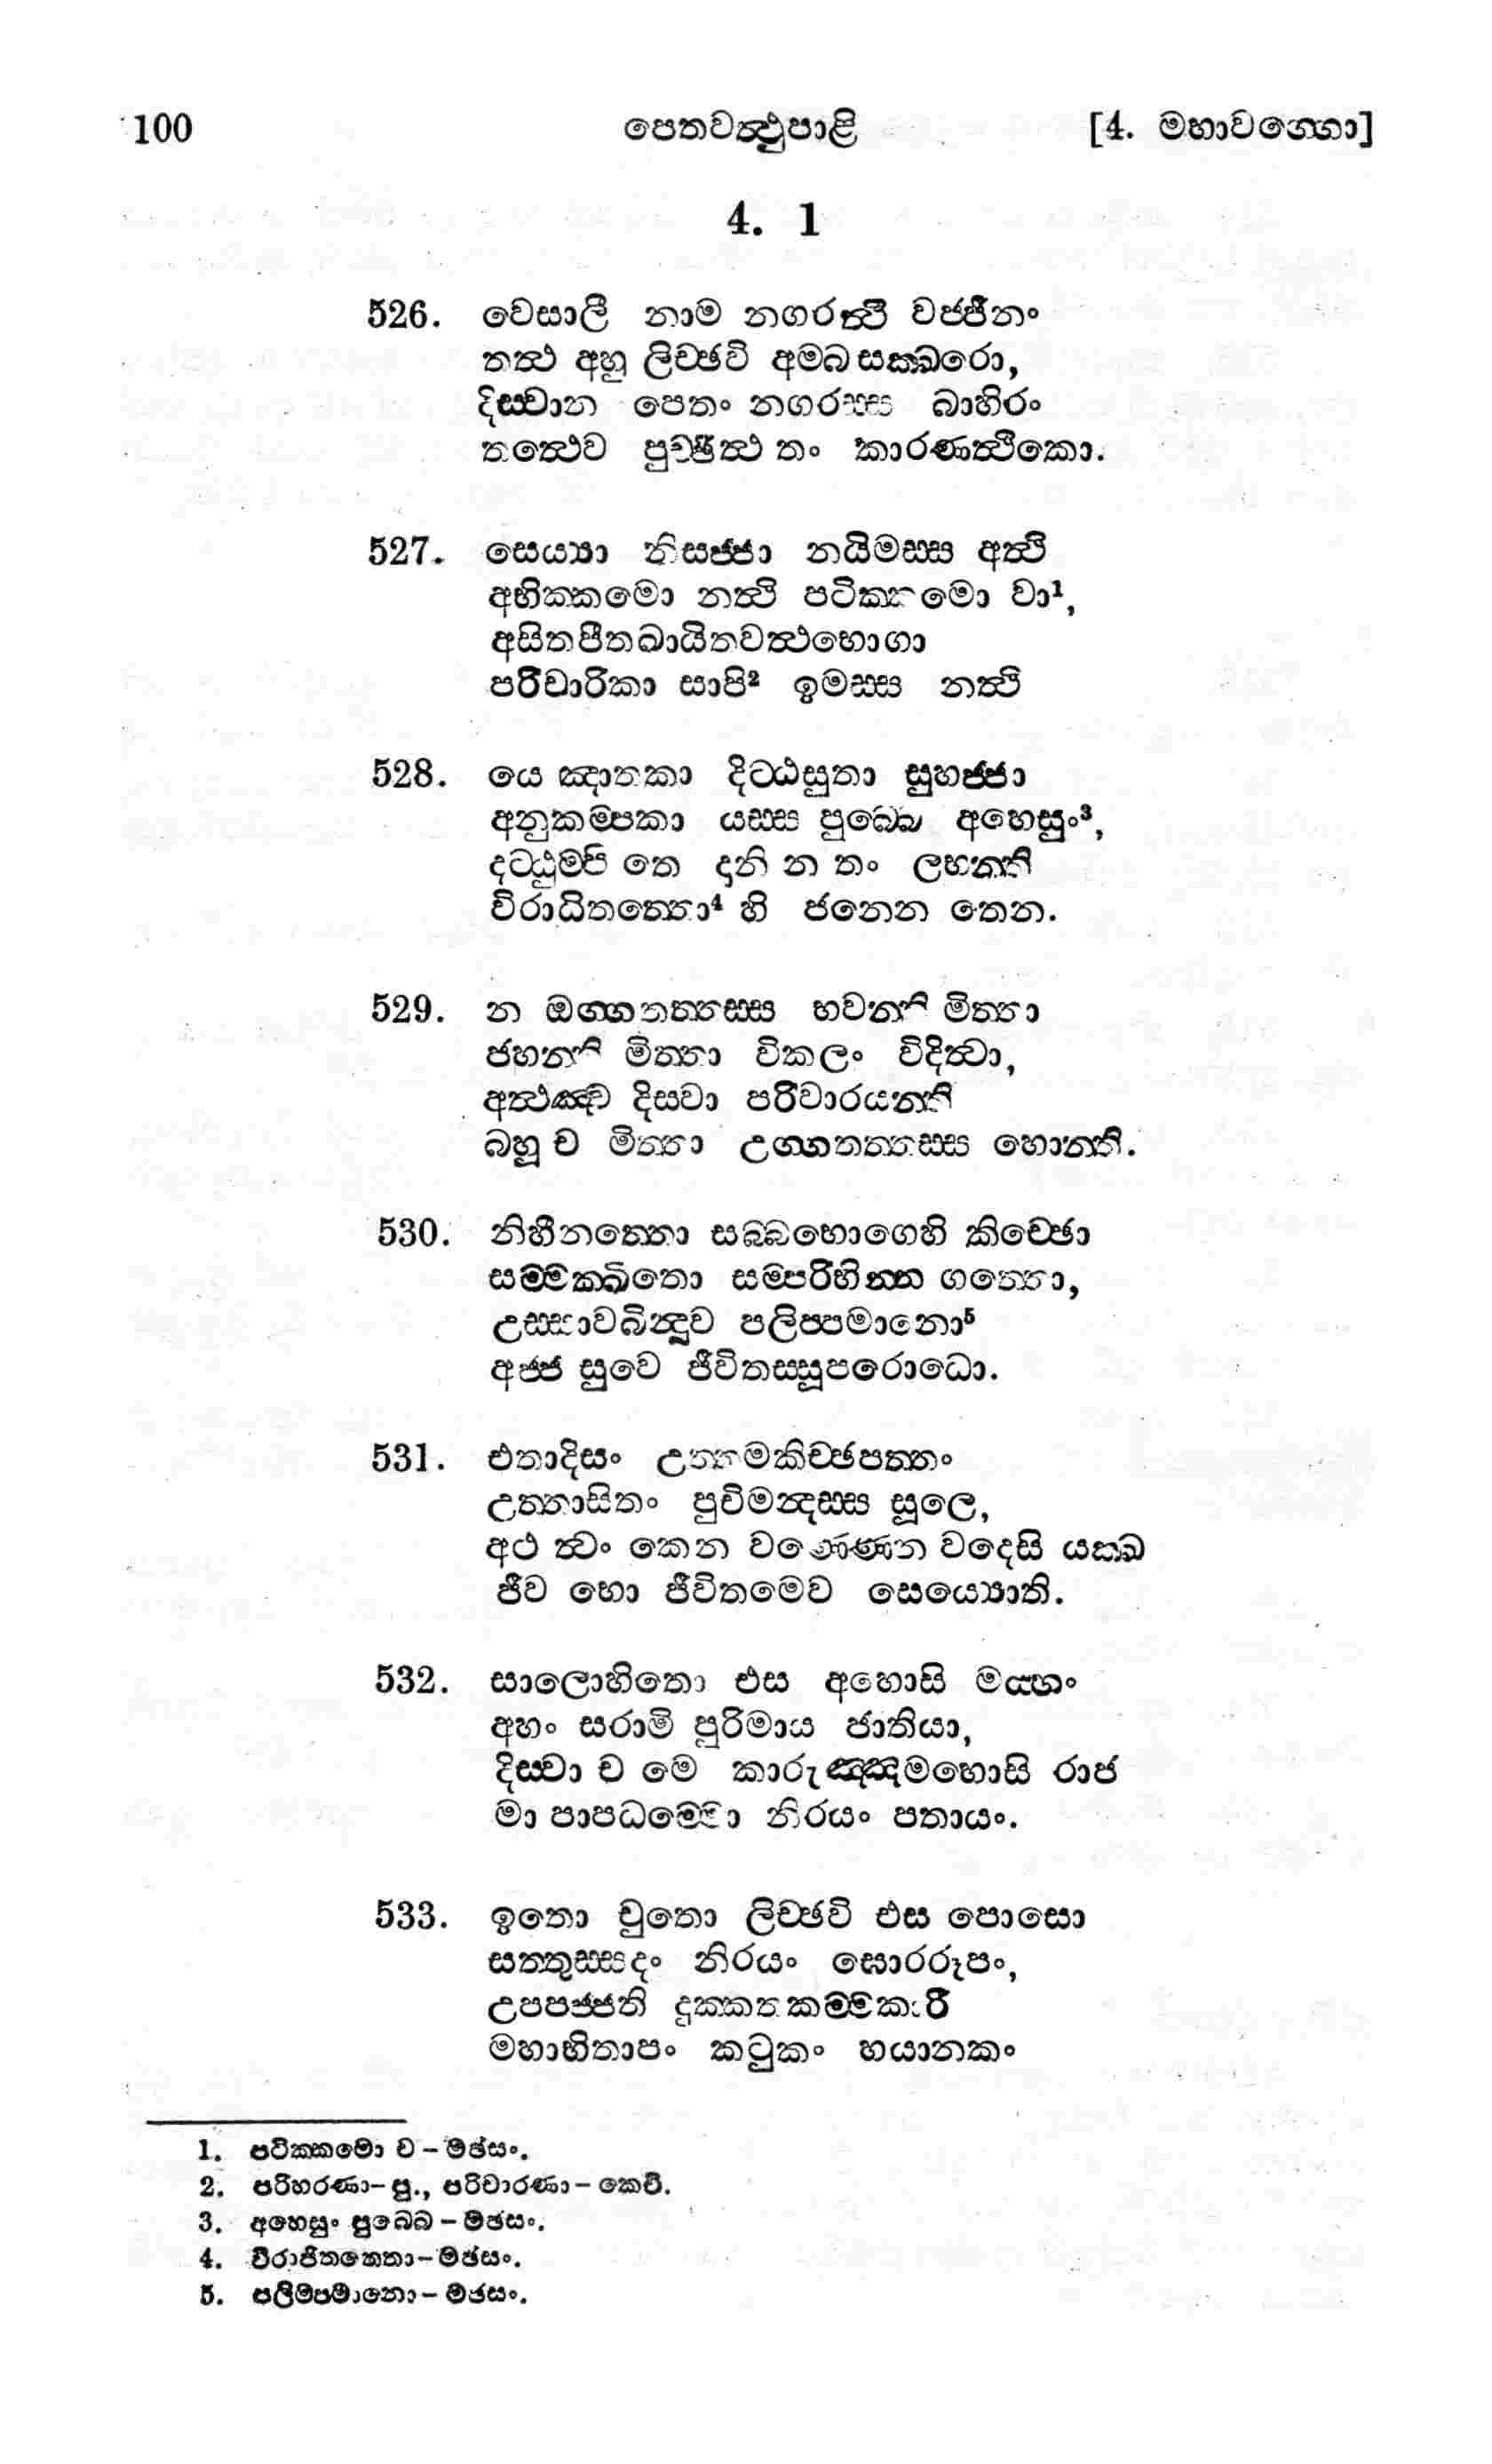 100 පෙතවත්‍ථුපාළි [4. මහාවග්ගො]
4. 1
526. වෙසාලී නාම නගරත්‍ථි වජ්ජීනං
තත්‍ථ අහු ලිච්ඡවි අම්බසක්ඛරො,
දිස්වාන පෙතං නගරස්ස බාහිරං
තත්‍ථෙව පුච්ඡිත්‍ථ තං කාරණත්‍ථිකො.
527. සෙය්‍යා නිසජ්ජා නයිමස්ස අත්‍ථි
අභික්කමො නත්‍ථි පටික්කමො වා¹,
අසිතපීතඛායිතවත්‍ථභොගා
පරිචාරිකා සාපි² ඉමස්ස නත්‍ථි
528. යෙ ඤාතකා දිට්ඨසුතා සුහජ්ජා
අනුකම්පකා යස්ස පුබ්බෙ අහෙසුං³,
දට්ඨුම්පි තෙ දානි න තං ලභන්ති
විරාධිතත්තො⁴ හි ජනෙන තෙන.
529. න ඔග්ගතත්තස්ස භවන්ති මිත්තා
ජහන්ති මිත්තා විකලං විදිත්‍වා,
අත්‍ථඤ්ච දිසවා පරිවාරයන්ති
බහූ ච මිත්තා උග්ගතත්තස්ස හොන්ති.
530. නිහීනත්තො සබ්බභොගෙහි කිච්ඡො
සම්මක්ඛිතො සම්පරිභින්න ගත්තො,
උස්සාවබින්‍දූව පලිප්පමානො⁵
අජ්ජ සුවෙ ජීවිතස්සූපරොධො.
531. එතාදිසං උත්තමකිච්ඡපත්තං
උත්තාසිතං පුචිමන්‍දස්ස සූලෙ,
අථ ත්‍වං කෙන වණ්ණෙන වදෙසි යක්ඛ
ජීව භො ජීවිතමෙව සෙය්‍යොති.
532. සාලොහිතො එස අහොසි මය්හං
අහං සරාමි පුරිමාය ජාතියා,
දිස්වා ච මෙ කාරුඤ්ඤමහොසි රාජ
මා පාපධම්මො නිරයං පතායං.
533. ඉතො චුතො ලිච්ඡවි එස පොසො
සත්තුස්සදං නිරයං ඝොරරූපං,
උපපජ්ජති දුක්කතකම්මකාරී
මහාභිතාපං කටුකං භයානකං
1. පටික්කමො ච – මඡසං.
2. පරිහරණා – පු., පරිචාරණා – කෙචි.
3. අහෙසුං පුබ්බෙ – මඡසං.
4. විරාජිතත්තො – මඡසං.
5. පලිම්පමානො – මඡසං.